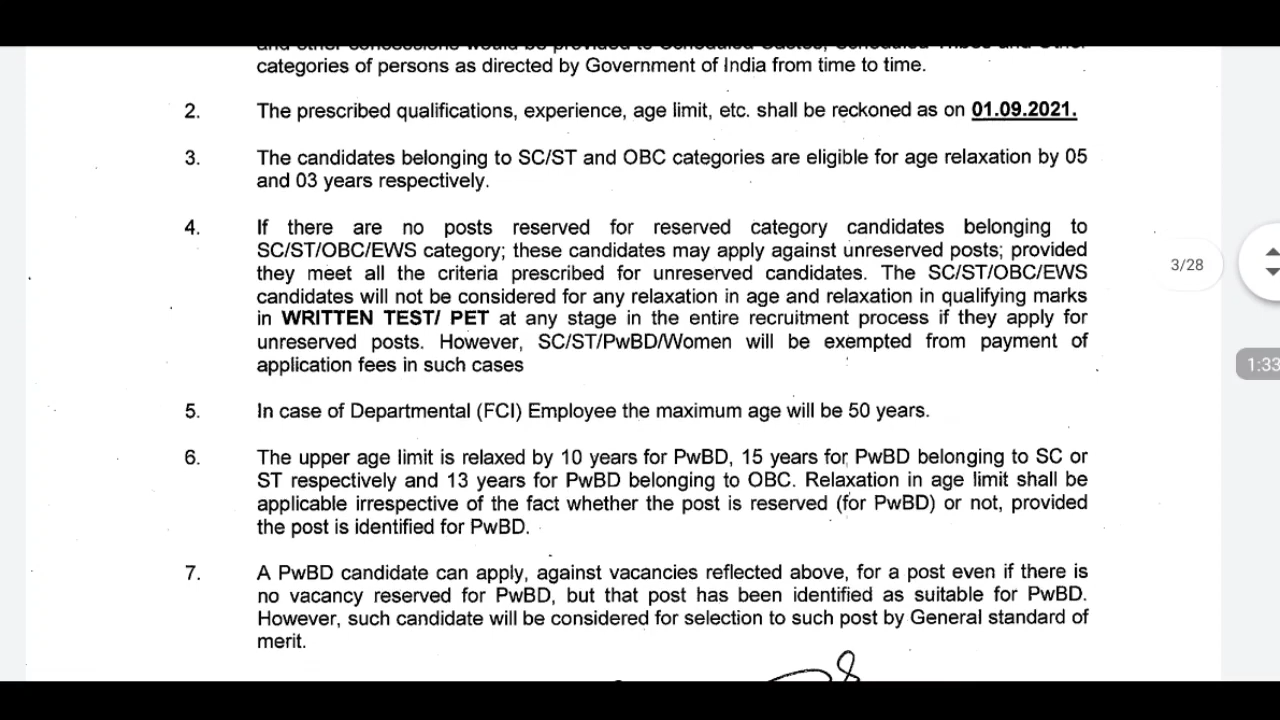 and other concessions would be provided to Scheduled Castes, Scheduled Tribes and Other
categories of persons as directed by Government of India from time to time.
2. The prescribed qualifications, experience, age limit, etc. shall be reckoned as on 01.09.2021.
3. The candidates belonging to SC/ST and OBC categories are eligible for age relaxation by 05
and 03 years respectively.
4. If there are no posts reserved for reserved category candidates belonging to
SC/ST/OBC/EWS category; these candidates may apply against unreserved posts; provided
they meet all the criteria prescribed for unreserved candidates. The SC/ST/OBC/EWS
3/28
candidates will not be considered for any relaxation in age and relaxation in qualifying marks
in WRITTEN TEST/ PET at any stage in the entire recruitment process if they apply for
unreserved posts. However, SC/ST/PwBD/Women will be exempted from payment of
application fees in such cases
1:33
5. In case of Departmental (FCI) Employee the maximum age will be 50 years.
6. The upper age limit is relaxed by 10 years for PwBD, 15 years for PwBD belonging to SC or
ST respectively and 13 years for PwBD belonging to OBC. Relaxation in age limit shall be
applicable irrespective of the fact whether the post is reserved (for PwBD) or not, provided
the post is identified for PwBD.
7. A PwBD candidate can apply, against vacancies reflected above, for a post even if there is
no vacancy reserved for PwBD, but that post has been identified as suitable for PwBD.
However, such candidate will be considered for selection to such post by General standard of
merit.